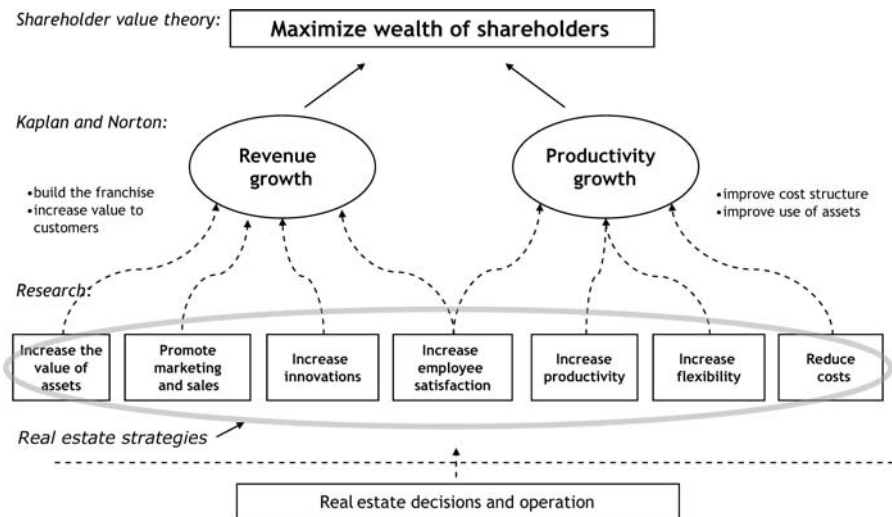 Shareholder value theory:
Maximize wealth of shareholders
Kaplan and Norton:
Revenue
growth
Productivity
growth
•build the franchise
•increase value to
customers
•improve cost structure
•improve use of assets
Research:
Increase the
value of
assets
Promote
marketing
and sales
Increase
innovations
Increase
employee
satisfaction
Increase
productivity
Increase
flexibility
Reduce
costs
Real estate strategies
Real estate decisions and operation